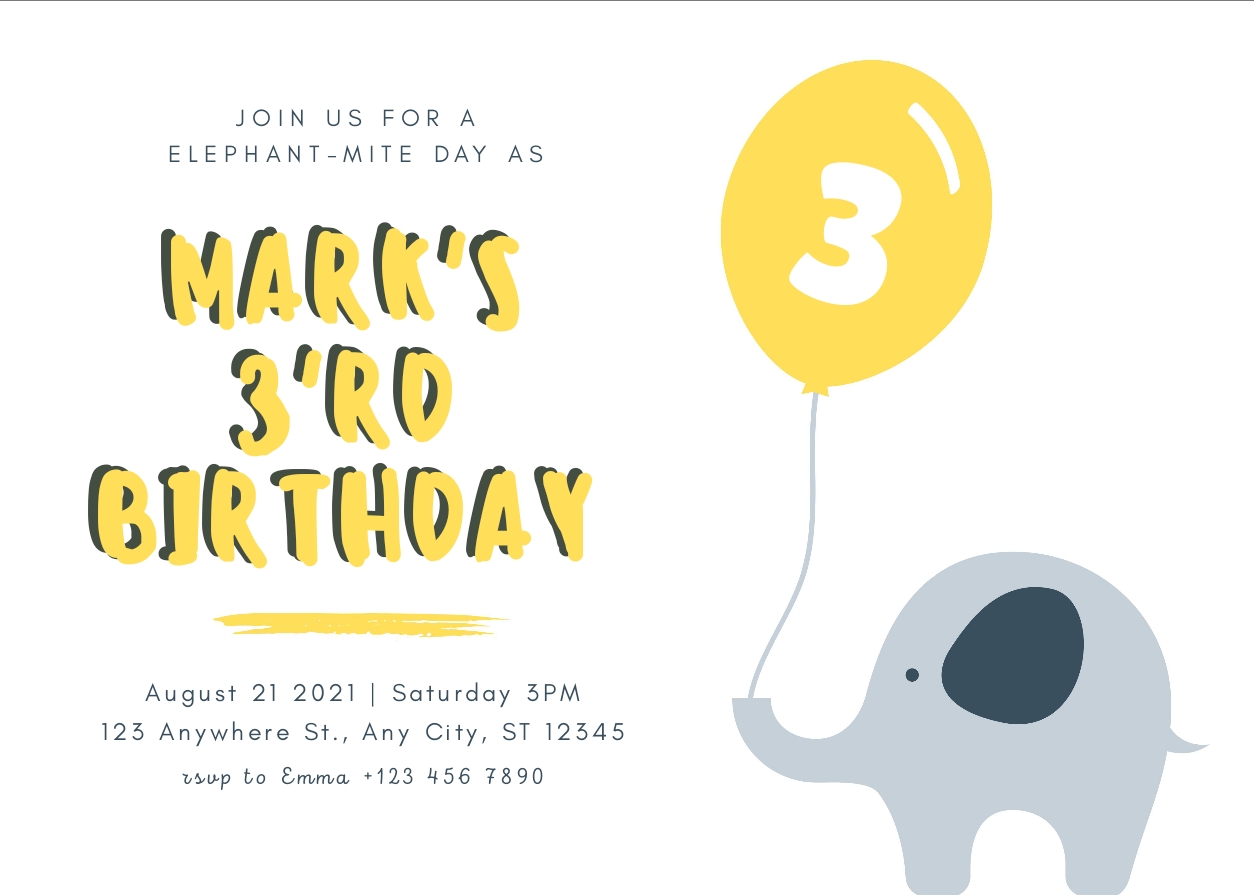 JOIN US FOR A
ELEPHANT-MITE DAY AS
MARK'S
3'RD
BIRTHDAY
August 21 2021 | Saturday 3PM
123 Anywhere St., Any City, ST 12345
rsvp to Emma +123 456 7890
3